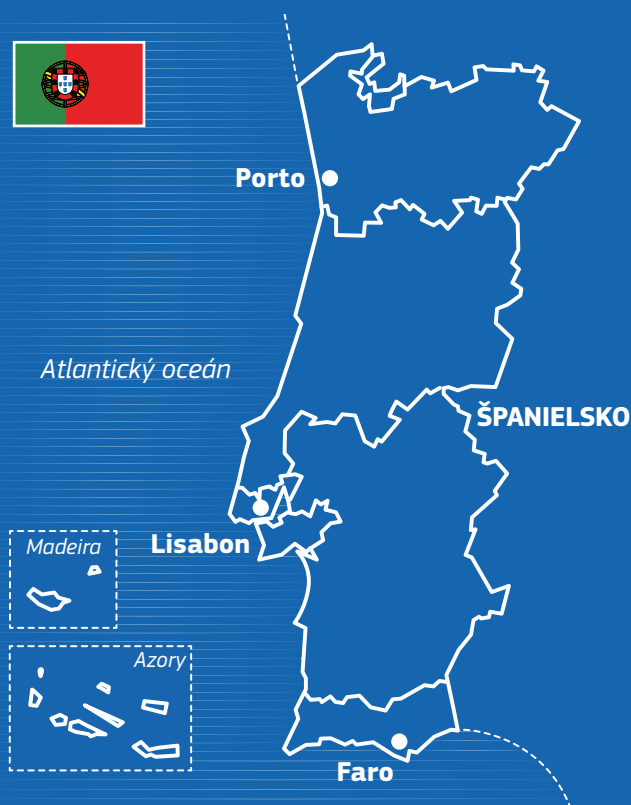 Porto
Atlantický oceán
ŠPANIELSKO
Lisabon
Madeira
Azory
Faro